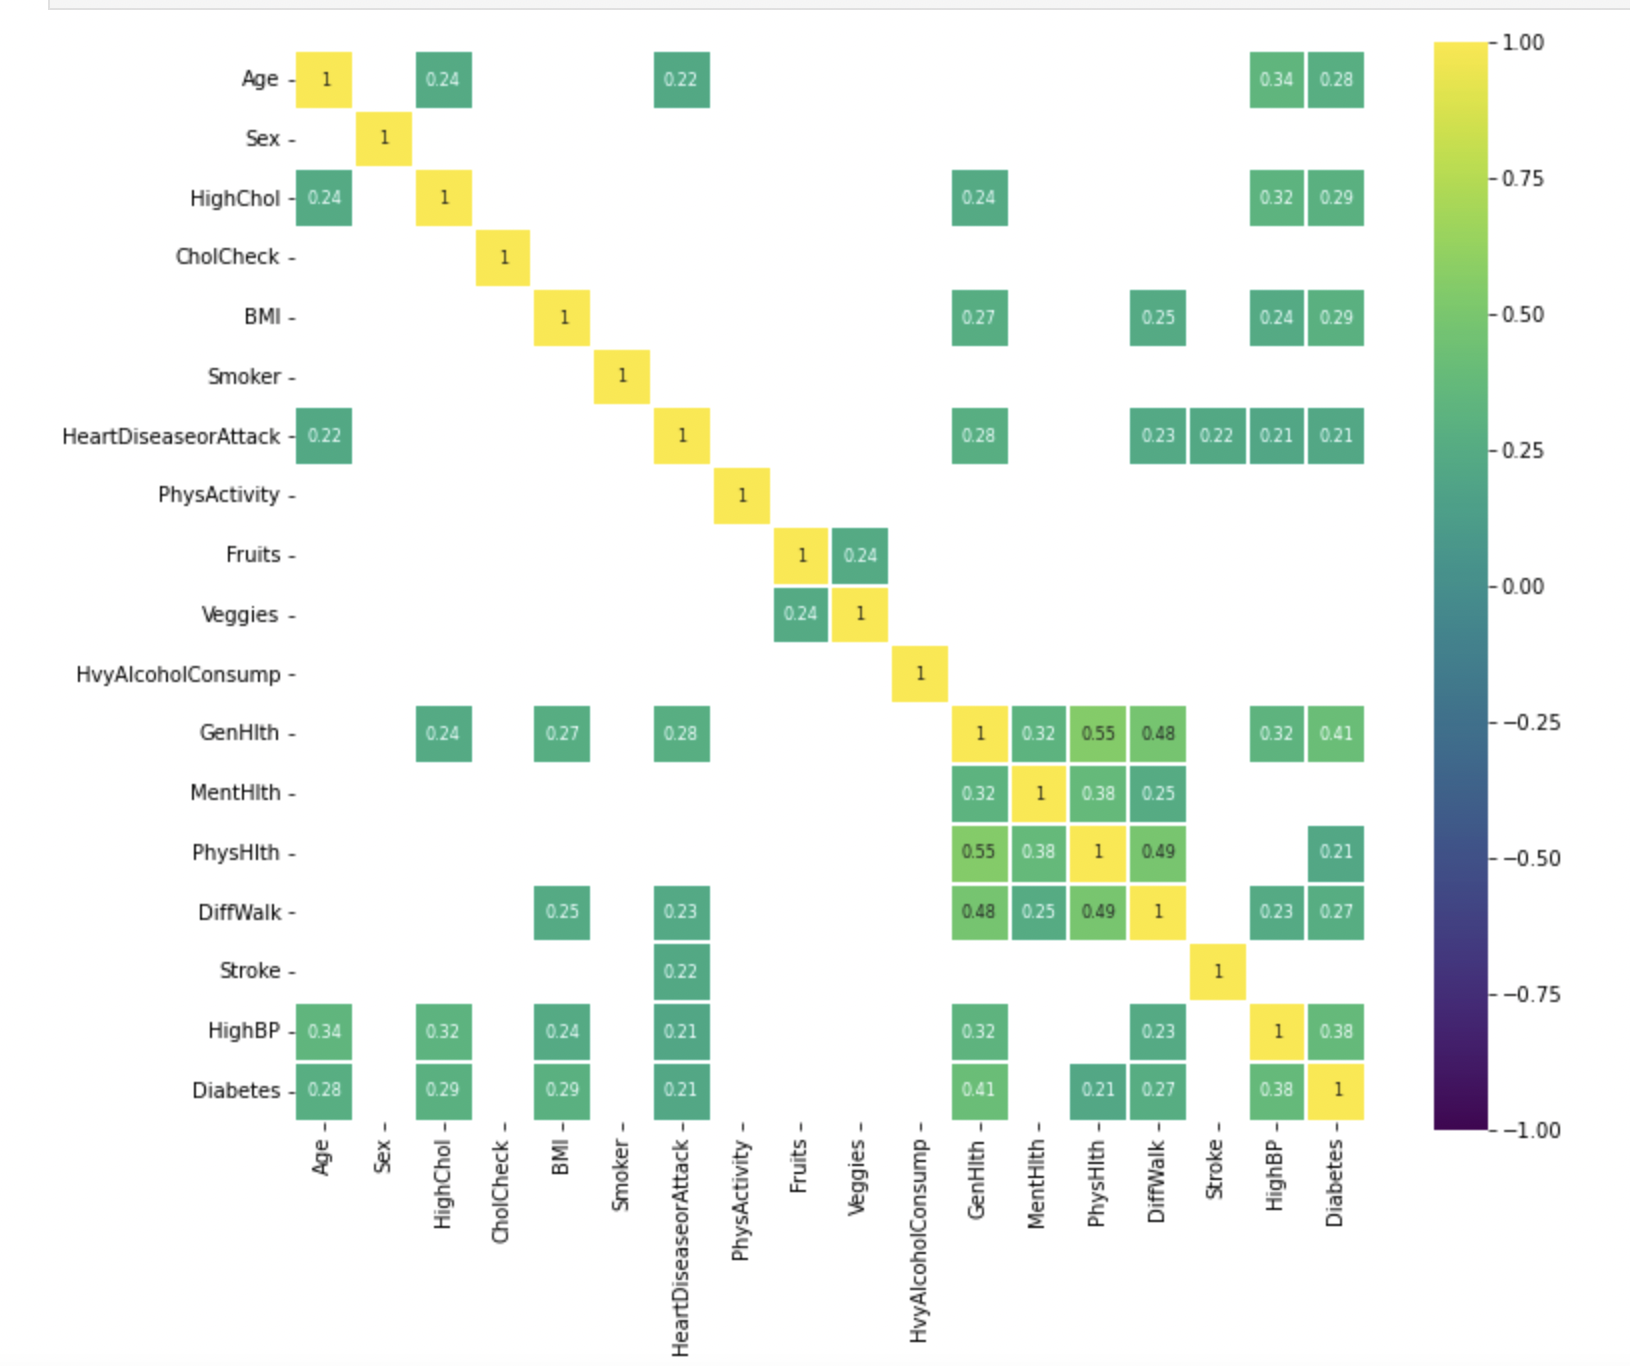 1.00
Age 1 0.24 0.22 0.34 0.28
Sex 1
0.75
HighChol 0.24 1 0.24 0.32 0.29
CholCheck 1
BMI 1 0.27 0.25 0.24 0.29
0.50
Smoker 1
HeartDiseaseorAttack 0.22 1 0.28 0.23 0.22 0.21 0.21
0.25
PhysActivity 1
Fruits 1 0.24
0.00
Veggies 0.24 1
HvyAlcoholConsump 1
−0.25
GenHlth 0.24 0.27 0.28 1 0.32 0.55 0.48 0.32 0.41
MentHlth 0.32 1 0.38 0.25
PhysHlth 0.55 0.38 1 0.49 0.21
−0.50
DiffWalk 0.25 0.23 0.48 0.25 0.49 1 0.23 0.27
Stroke 0.22 1
−0.75
HighBP 0.34 0.32 0.24 0.21 0.32 0.23 1 0.38
Diabetes 0.28 0.29 0.29 0.21 0.41 0.21 0.27 0.38 1
−1.00
Age
Sex
HighChol
CholCheck
BMI
Smoker
HeartDiseaseorAttack
PhysActivity
Fruits
Veggies
HvyAlcoholConsump
GenHlth
MentHlth
PhysHlth
DiffWalk
Stroke
HighBP
Diabetes